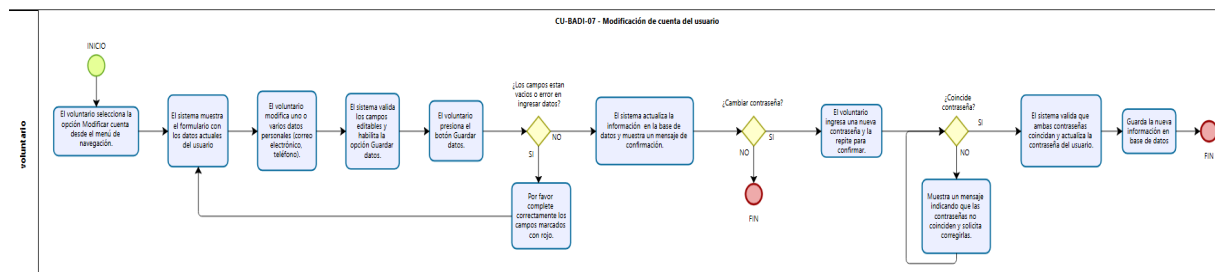 CU-BADI-07 - Modificación de cuenta del usuario
voluntario
INICIO
El voluntario selecciona la
opción Modificar cuenta
desde el menú de
navegación.
El sistema muestra
el formulario con
los datos actuales
del usuario
El voluntario
modifica uno o
varios datos
personales (correo
electrónico,
teléfono).
El sistema valida
los campos
editables y
habilita la
opción Guardar
datos.
El voluntario
presiona el
botón Guardar
datos.
¿Los campos estan
vacios o error en
ingresar datos?
NO
SI
Por favor
complete
correctamente los
campos marcados
con rojo.
El sistema actualiza la
información en la base de
datos y muestra un mensaje de
confirmación.
¿Cambiar contraseña?
SI
NO
FIN
El voluntario
ingresa una nueva
contraseña y la
repite para
confirmar.
¿Coincide
contraseña?
SI
NO
Muestra un mensaje
indicando que las
contraseñas no
coinciden y solicita
corregirlas.
El sistema valida que
ambas contraseñas
coincidan y actualiza la
contraseña del usuario.
Guarda la nueva
información en
base de datos
FIN